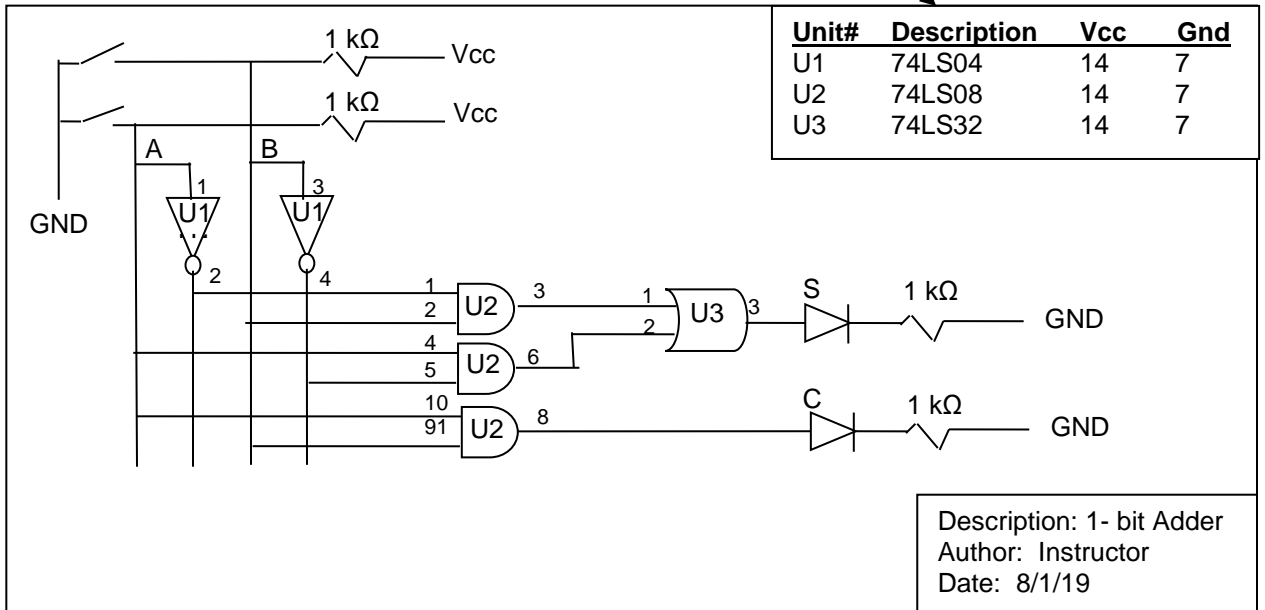 1 kΩ
Vcc
1 kΩ
Vcc
Unit# Description Vcc Gnd
U1 74LS04 14 7
U2 74LS08 14 7
U3 74LS32 14 7
A B
1 3
U1 U1
...
GND
2 4
1 U2 3
2
4 U2 6
5
10 U2 8
91
1 U3 3
2
S 1 kΩ GND
C 1 kΩ GND
Description: 1- bit Adder
Author: Instructor
Date: 8/1/19